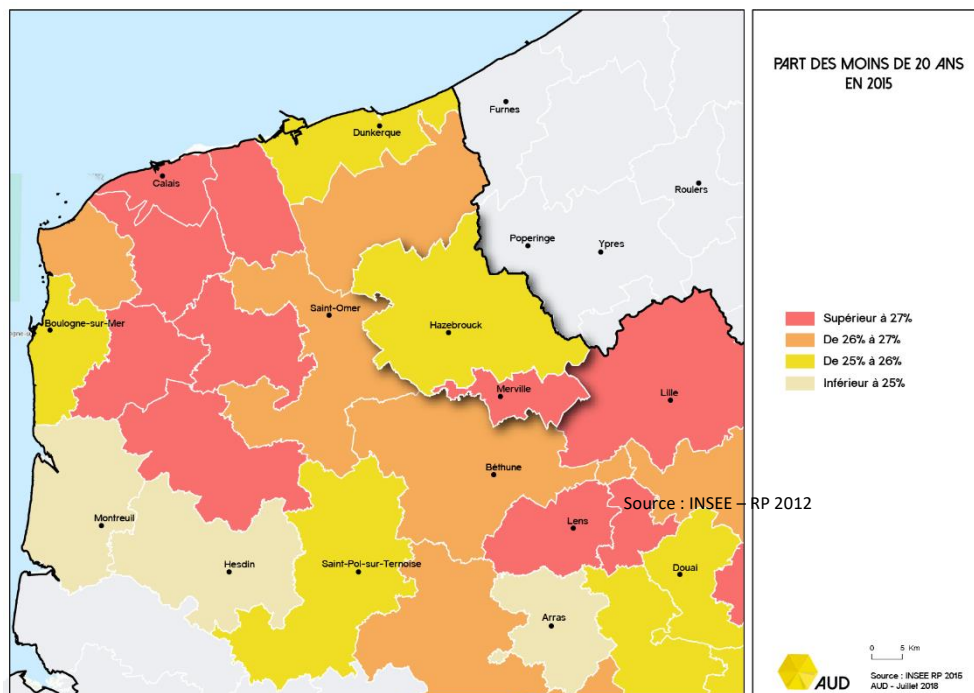 PART DES MOINS DE 20 ANS
EN 2015
Furnes
Dunkerque
Calais
Roulers
Poperinge
Ypres
Saint-Omer
Boulogne-sur-Mer
Hazebrouck
Supérieur à 27%
De 26% à 27%
De 25% à 26%
Inférieur à 25%
Merville
Lille
Béthune
Source : INSEE – RP 2012
Montreuil
Lens
Hesdin
Saint-Pol-sur-Ternoise
Douai
Arras
0 5 Km
AUD
Source : INSEE RP 2015
AUD - Juillet 2018